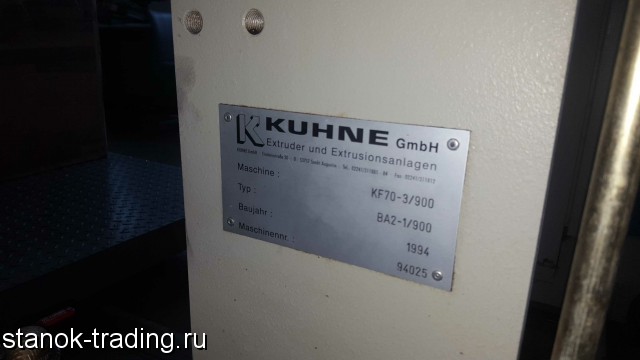 K KUHNE GmbH
Extruder und Extrusionsanlagen
Maschine : KF70-3/900
Typ : BA2-1/900
Baujahr : 1994
Maschinennr. 94025
stanok-trading.ru